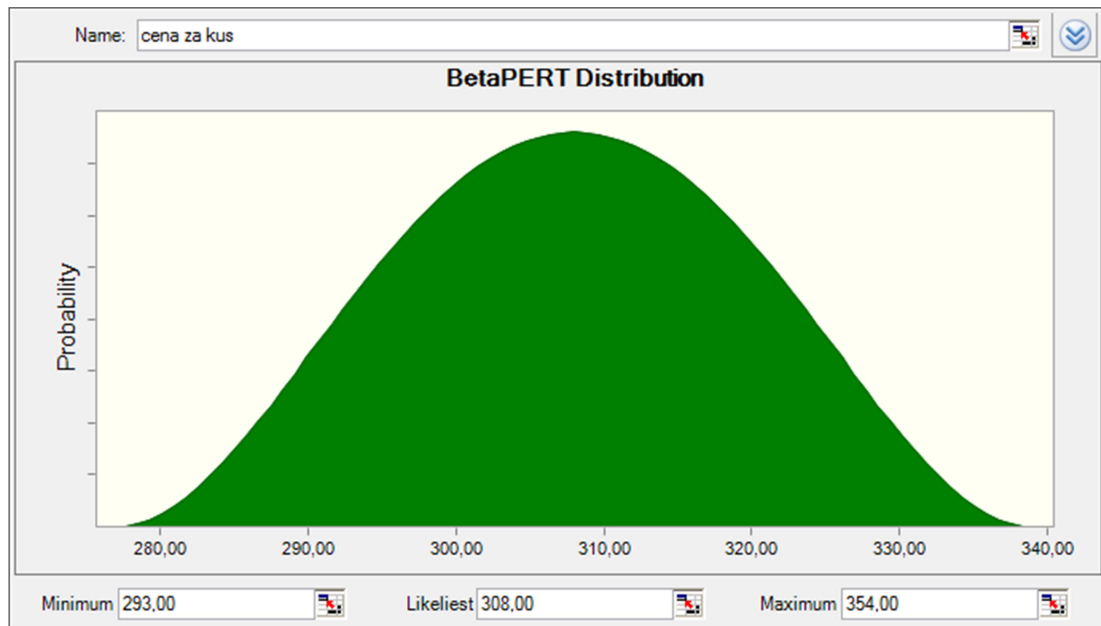 Name: cena za kus
BetaPERT Distribution
Probability
280,00 290,00 300,00 310,00 320,00 330,00 340,00
Minimum 293,00 Likeliest 308,00 Maximum 354,00